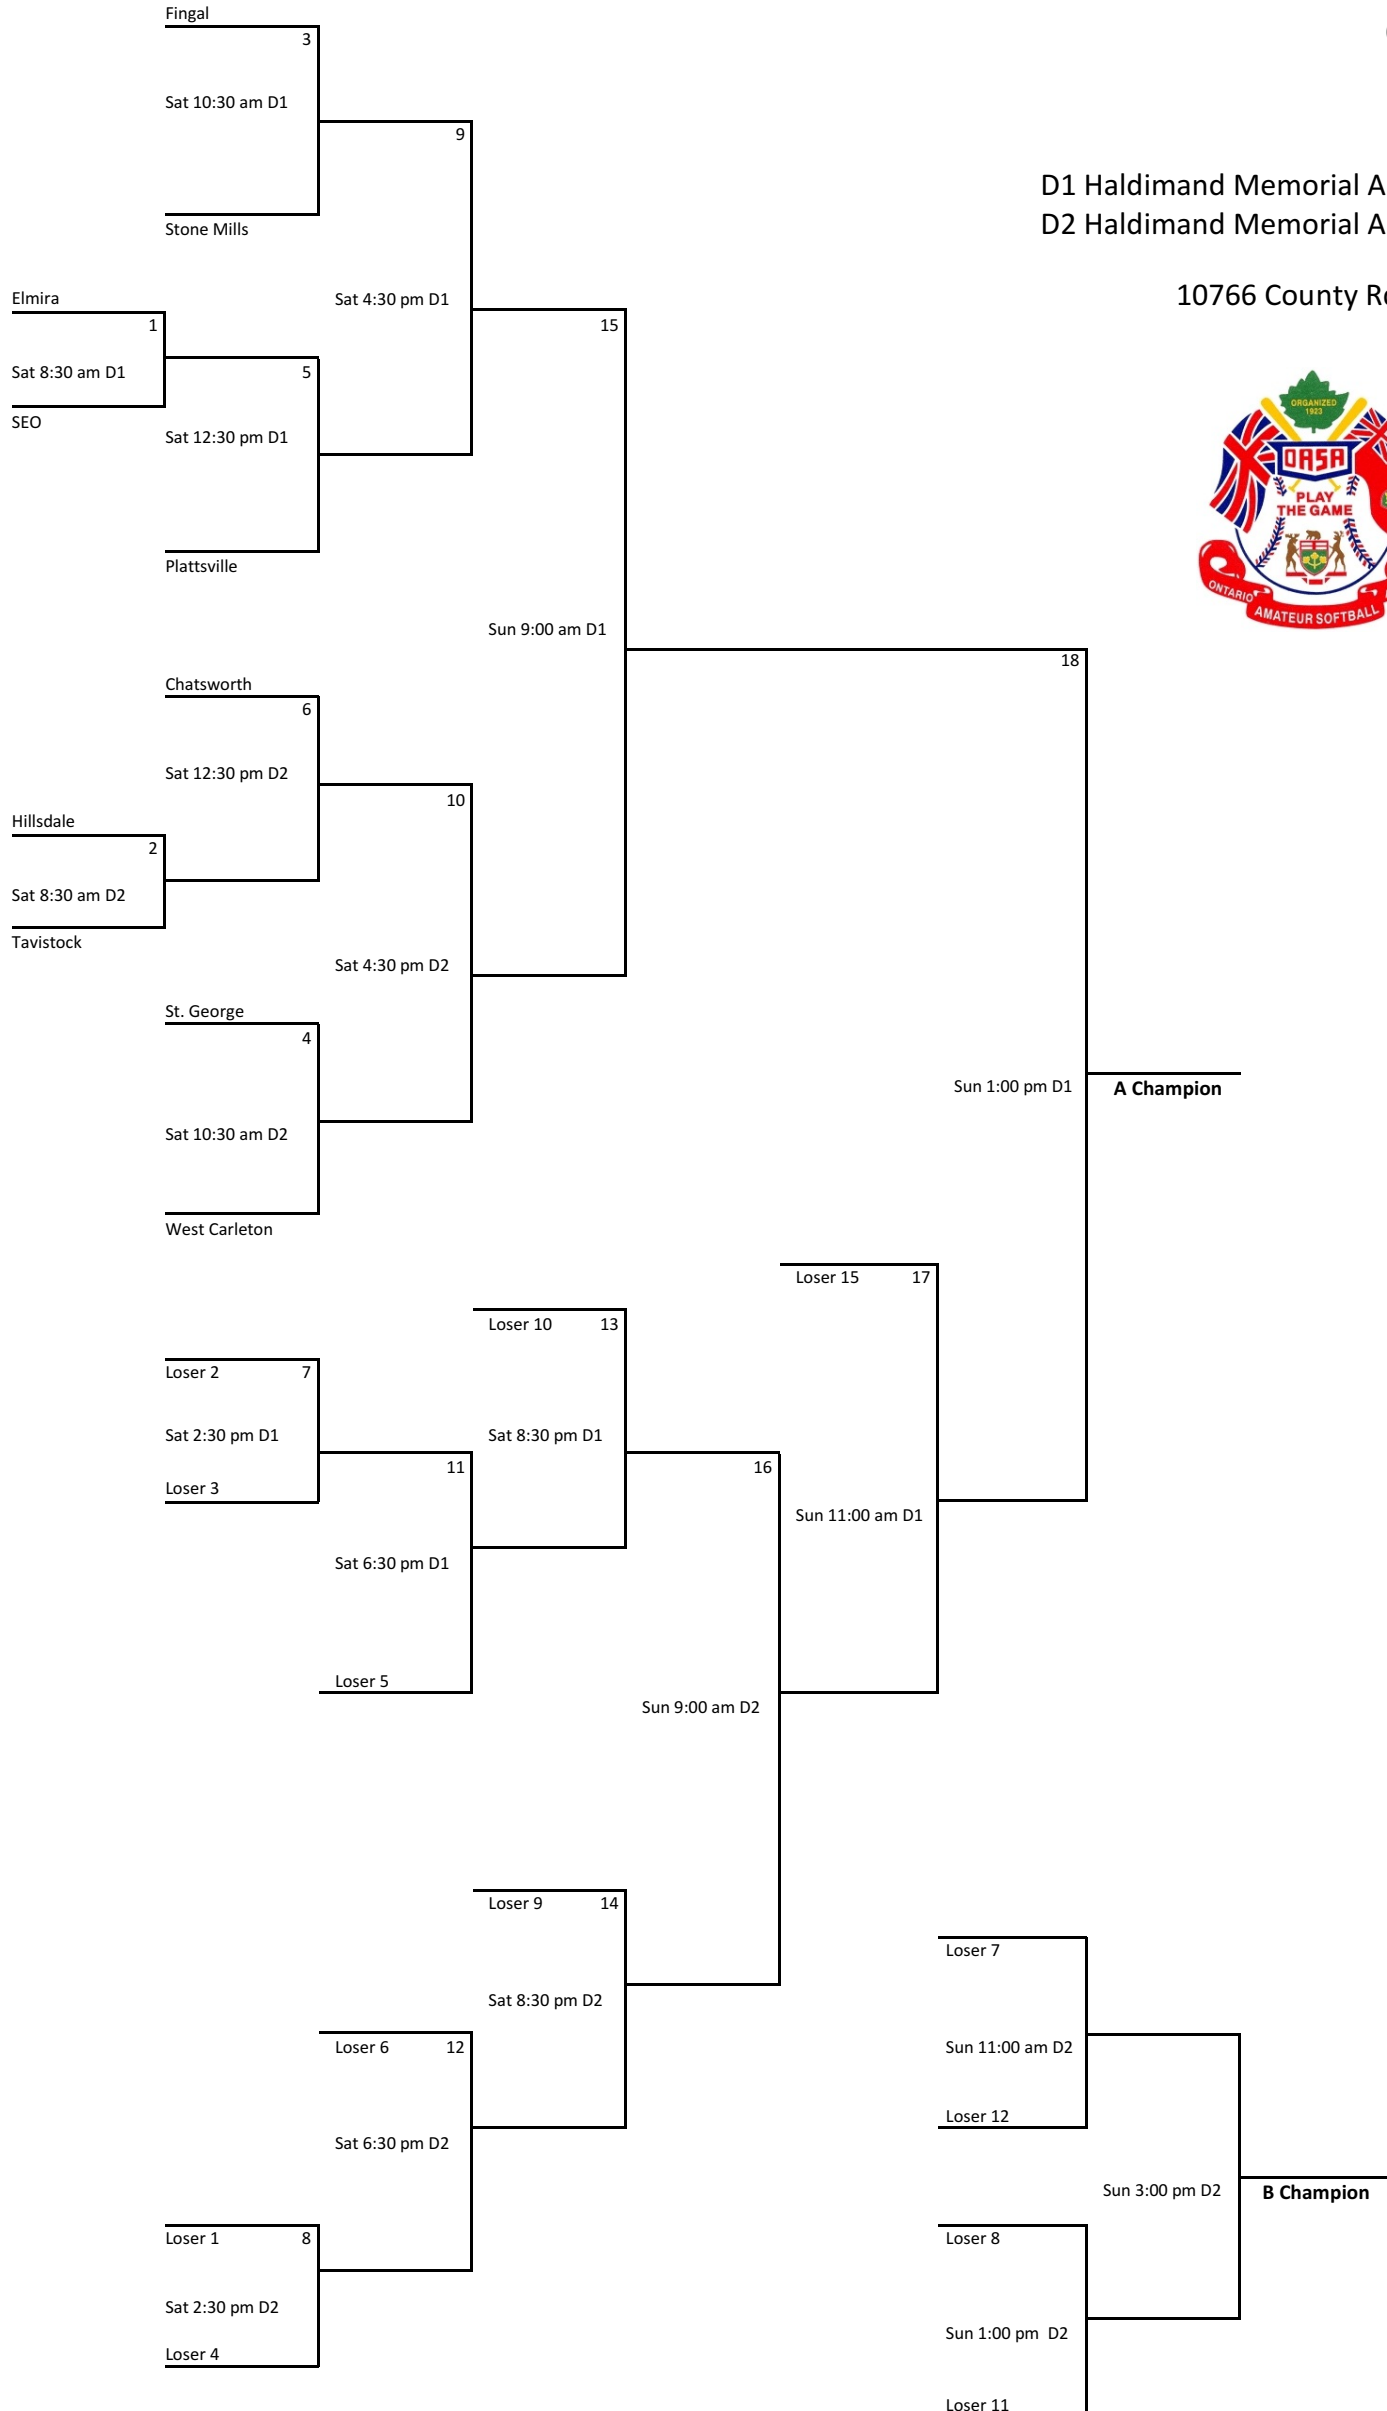 Fingal
3
Sat 10:30 am D1
9
D1 Haldimand Memorial A
Stone Mills
D2 Haldimand Memorial A
Elmira
Sat 4:30 pm D1
10766 County R
1
15
Sat 8:30 am D1
5
SEO
Sat 12:30 pm D1
ORGANIZED
1923
OASA
PLAY
THE GAME
Plattsville
ONTARIO
AMATEUR SOFTBALL
Sun 9:00 am D1
18
Chatsworth
6
Sat 12:30 pm D2
10
Hillsdale
2
Sat 8:30 am D2
Tavistock
Sat 4:30 pm D2
St. George
4
Sun 1:00 pm D1
A Champion
Sat 10:30 am D2
West Carleton
Loser 15 17
Loser 10 13
Loser 2 7
Sat 2:30 pm D1
Sat 8:30 pm D1
11
16
Loser 3
Sun 11:00 am D1
Sat 6:30 pm D1
Loser 5
Sun 9:00 am D2
Loser 9 14
Loser 7
Sat 8:30 pm D2
Loser 6 12
Sun 11:00 am D2
Loser 12
Sat 6:30 pm D2
Sun 3:00 pm D2
B Champion
Loser 1 8
Loser 8
Sat 2:30 pm D2
Sun 1:00 pm D2
Loser 4
Loser 11